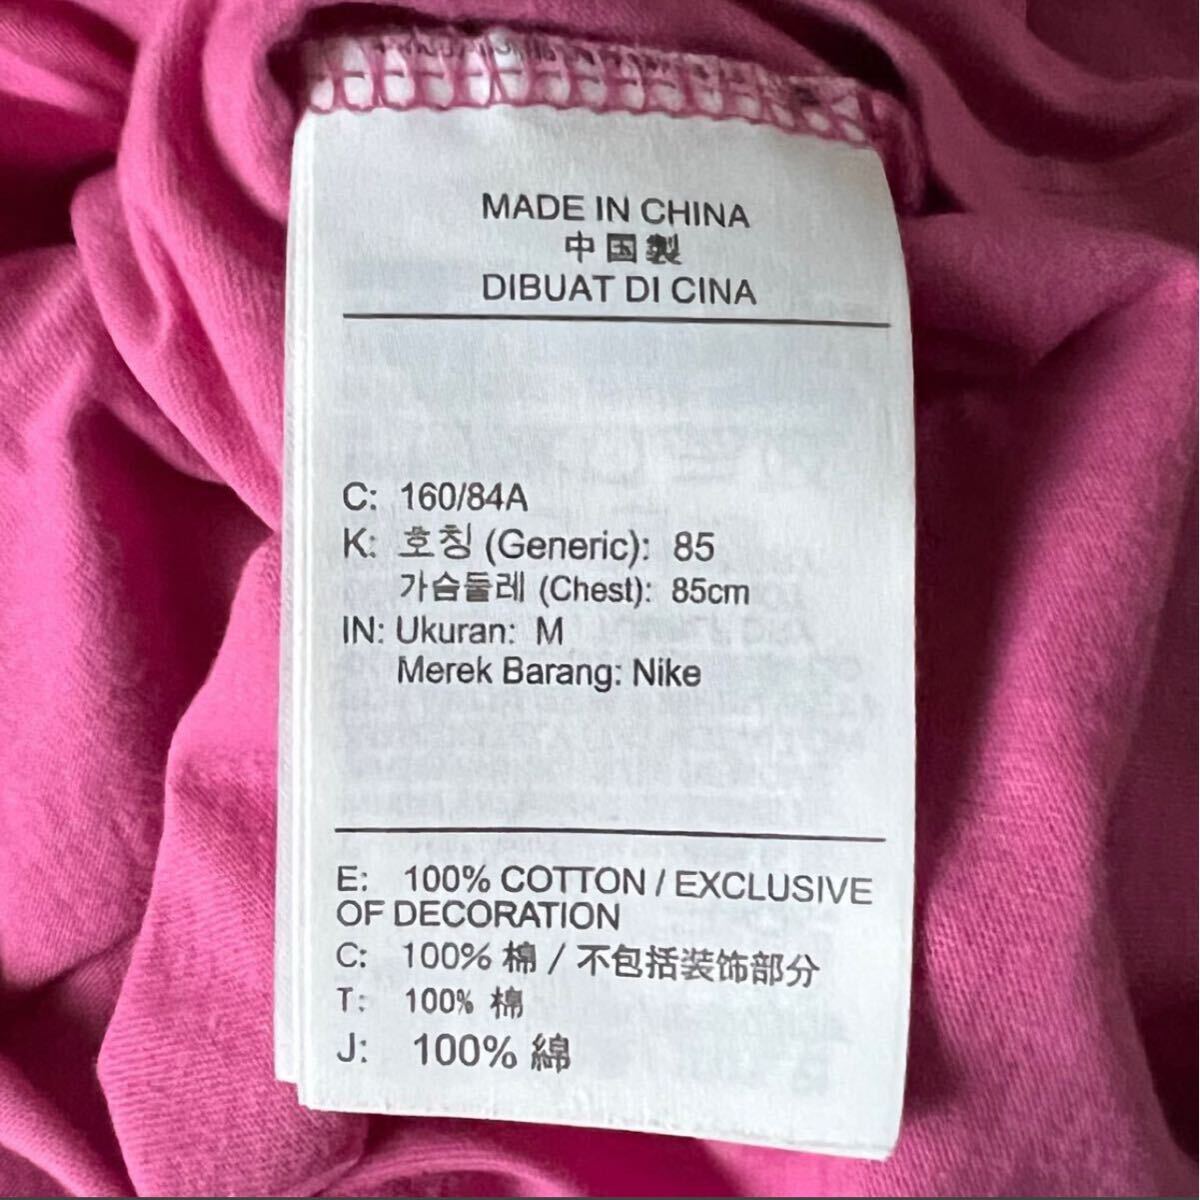 MADE IN CHINA
中国製
DIBUAT DI CINA
C: 160/84A
K: 호칭 (Generic): 85
가슴둘레 (Chest): 85cm
IN: Ukuran: M
Merek Barang: Nike
E: 100% COTTON / EXCLUSIVE
OF DECORATION
C: 100% 棉 / 不包括装饰部分
T: 100% 棉
J: 100% 綿